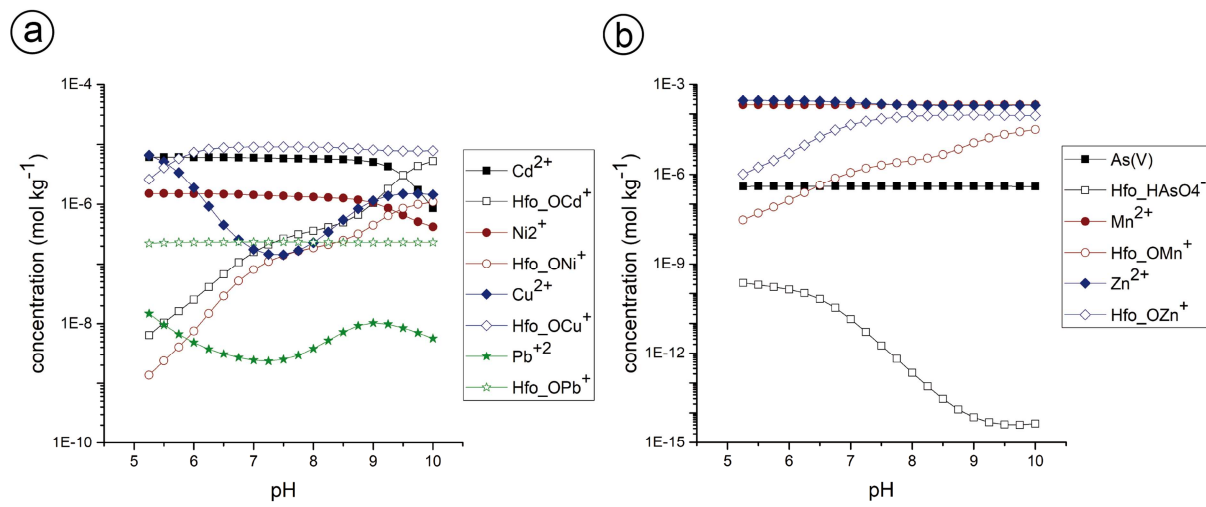 a
concentration (mol kg⁻¹)
1E-4
1E-6
1E-8
1E-10
5 6 7 8 9 10
pH
Cd²⁺
Hfo_OCd⁺
Ni2⁺
Hfo_ONi⁺
Cu²⁺
Hfo_OCu⁺
Pb⁺²
Hfo_OPb⁺
b
concentration (mol kg⁻¹)
1E-3
1E-6
1E-9
1E-12
1E-15
5 6 7 8 9 10
pH
As(V)
Hfo_HAsO4⁻
Mn²⁺
Hfo_OMn⁺
Zn²⁺
Hfo_OZn⁺